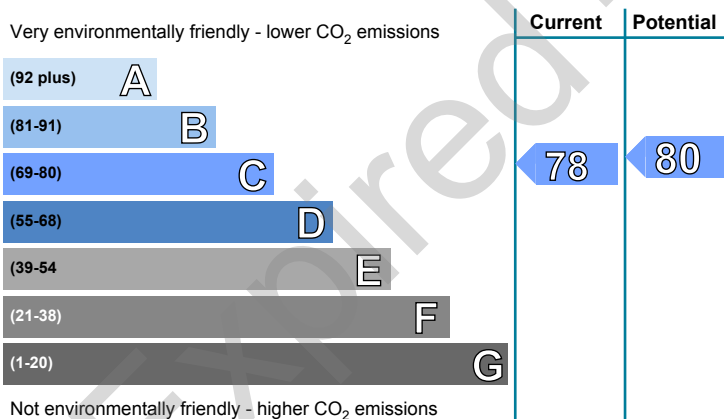 Current Potential
Very environmentally friendly - lower CO2 emissions
(92 plus) A
(81-91) B
(69-80) C 78 80
(55-68) D
(39-54 E
(21-38) F
(1-20) G
Not environmentally friendly - higher CO2 emissions
Expired